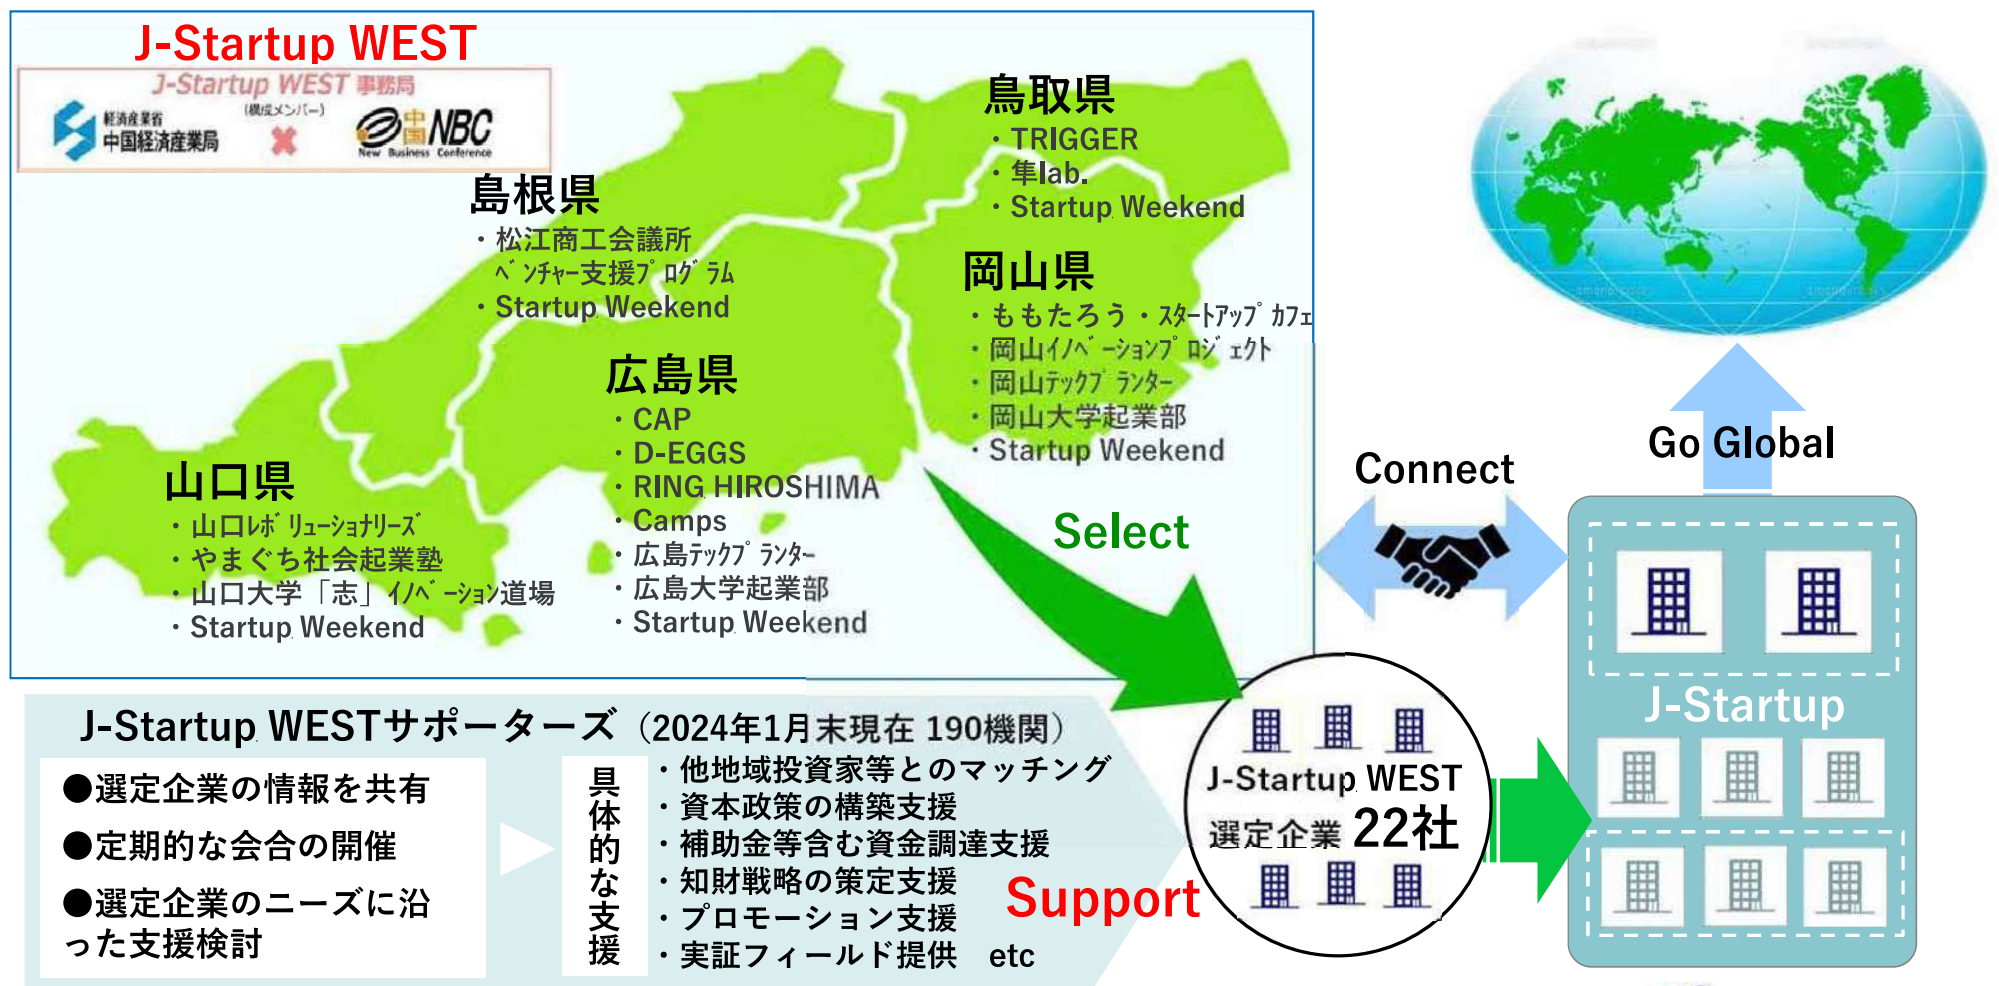 J-Startup WEST
J-Startup WEST 事務局
(構成メンバー)
経済産業省
中国経済産業局
中国NBC
New Business Conference
鳥取県
・TRIGGER
・隼lab.
・Startup Weekend
島根県
・松江商工会議所
ﾍﾞﾝﾁｬｰ支援ﾌﾟﾛｸﾞﾗﾑ
・Startup Weekend
岡山県
・ももたろう・ｽﾀｰﾄｱｯﾌﾟｶﾌｪ
・岡山ｲﾉﾍﾞｰｼｮﾝﾌﾟﾛｼﾞｪｸﾄ
・岡山ﾃｯｸﾌﾟﾗﾝﾀｰ
・岡山大学起業部
・Startup Weekend
広島県
・CAP
・D-EGGS
・RING HIROSHIMA
・Camps
・広島ﾃｯｸﾌﾟﾗﾝﾀｰ
・広島大学起業部
・Startup Weekend
山口県
・山口ﾚﾎﾞﾘｭｰｼｮﾅﾘｰｽﾞ
・やまぐち社会起業塾
・山口大学「志」ｲﾉﾍﾞｰｼｮﾝ道場
・Startup Weekend
Select
Connect
Go Global
J-Startup
J-Startup WESTサポーターズ（2024年1月末現在 190機関）
●選定企業の情報を共有
●定期的な会合の開催
●選定企業のニーズに沿
った支援検討
具体的な支援
・他地域投資家等とのマッチング
・資本政策の構築支援
・補助金等含む資金調達支援
・知財戦略の策定支援
・プロモーション支援
・実証フィールド提供　etc
Support
J-Startup WEST
選定企業 22社